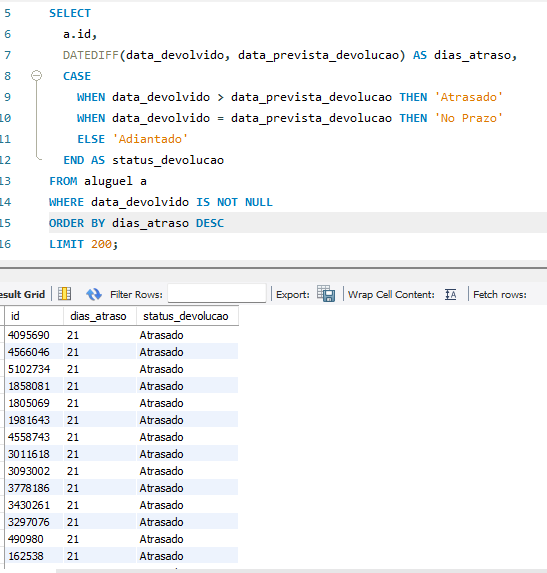 5 SELECT
6 a.id,
7 DATEDIFF(data_devolvido, data_prevista_devolucao) AS dias_atraso,
8 CASE
9 WHEN data_devolvido > data_prevista_devolucao THEN 'Atrasado'
10 WHEN data_devolvido = data_prevista_devolucao THEN 'No Prazo'
11 ELSE 'Adiantado'
12 END AS status_devolucao
13 FROM aluguel a
14 WHERE data_devolvido IS NOT NULL
15 ORDER BY dias_atraso DESC
16 LIMIT 200;
esult Grid Filter Rows: Export: Wrap Cell Content: IA Fetch rows:
id dias_atraso status_devolucao
4095690 21 Atrasado
4566046 21 Atrasado
5102734 21 Atrasado
1858081 21 Atrasado
1805069 21 Atrasado
1981643 21 Atrasado
4558743 21 Atrasado
3011618 21 Atrasado
3093002 21 Atrasado
3778186 21 Atrasado
3430261 21 Atrasado
3297076 21 Atrasado
490980 21 Atrasado
162538 21 Atrasado